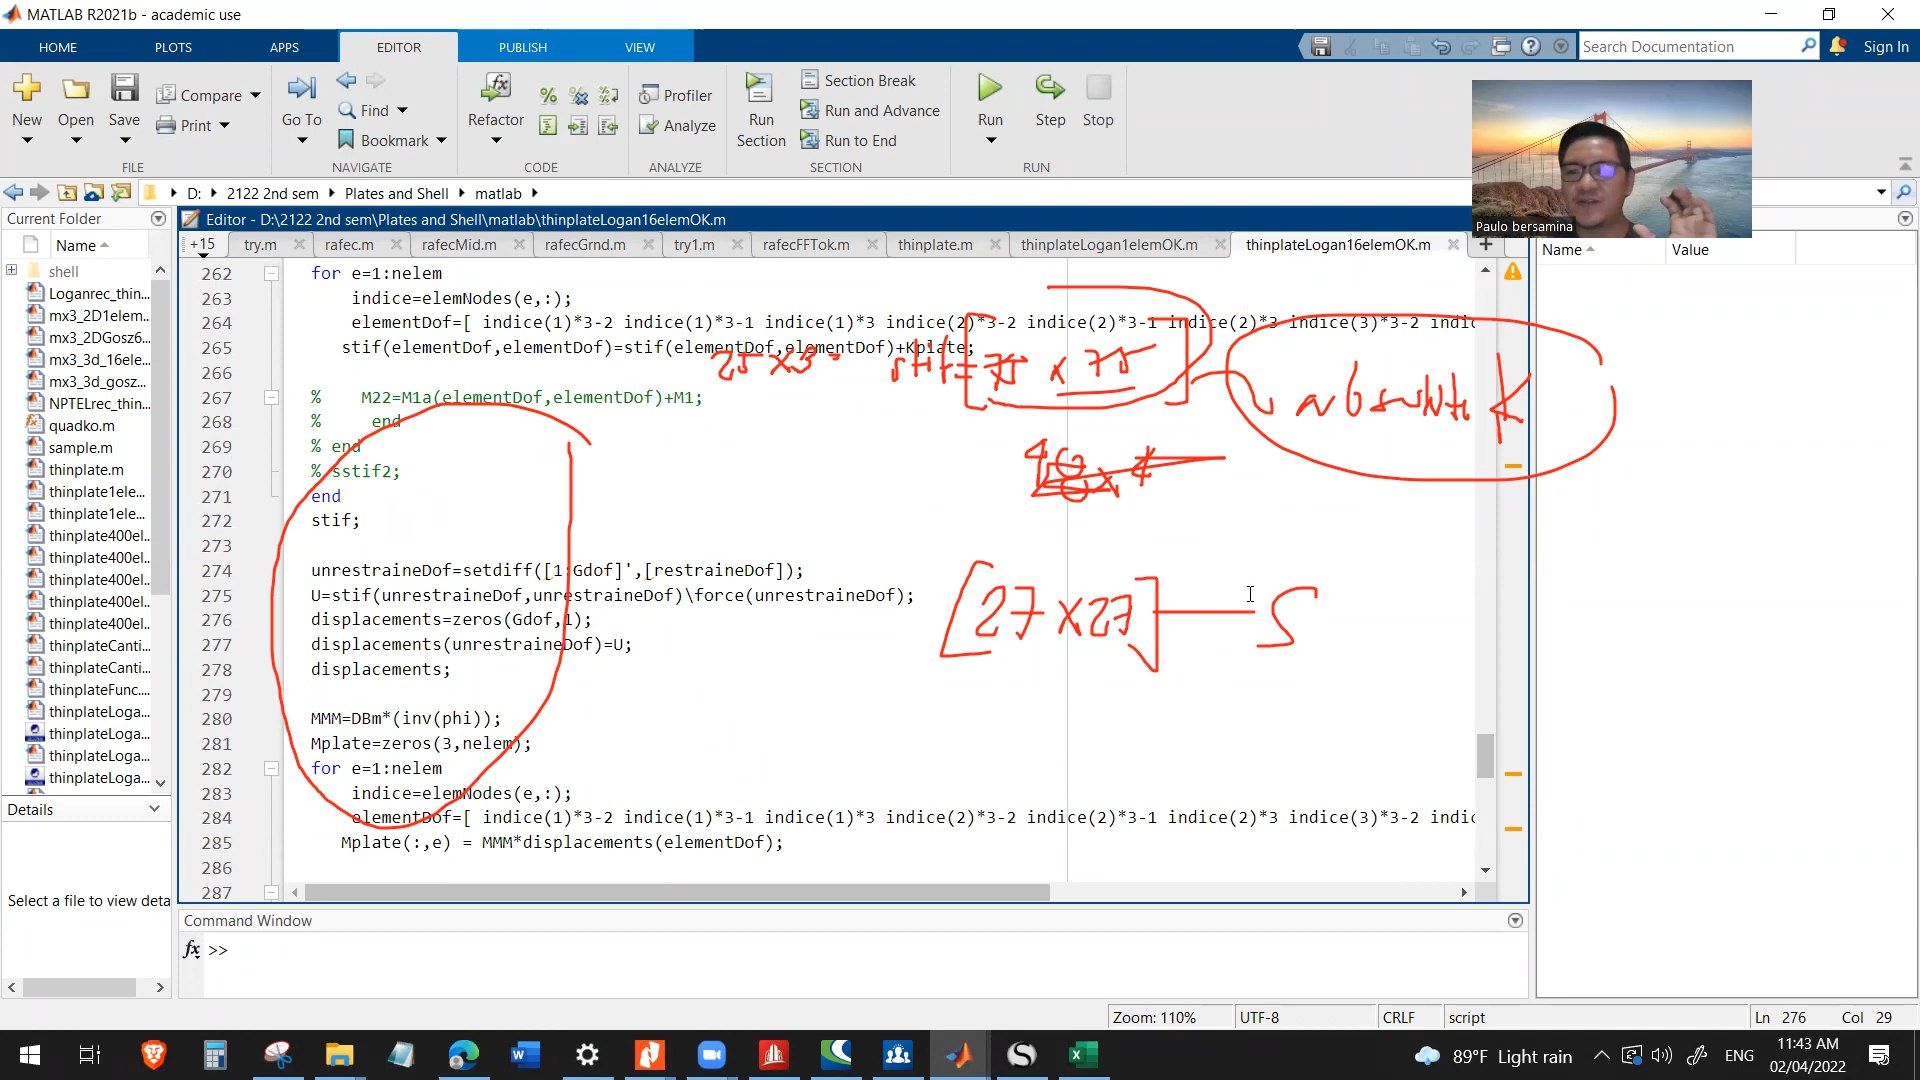 MATLAB R2021b - academic use
HOME PLOTS APPS EDITOR PUBLISH VIEW
Search Documentation Sign In
New Open Save Compare Print
Go To Find Bookmark
Refactor
Profiler Analyze
Run Section Section Break Run and Advance Run to End
Run Step Stop
FILE NAVIGATE CODE ANALYZE SECTION RUN
D: 2122 2nd sem Plates and Shell matlab
Paulo bersamina
Current Folder
Name
shell
Loganrec_thin...
mx3_2D1elem...
mx3_2DGosz6...
mx3_3d_16ele...
mx3_3d_gosz...
NPTELrec_thin...
quadko.m
sample.m
thinplate.m
thinplate1ele...
thinplate1ele...
thinplate400el...
thinplate400el...
thinplate400el...
thinplate400el...
thinplateCanti...
thinplateCanti...
thinplateFunc...
thinplateLoga...
thinplateLoga...
thinplateLoga...
thinplateLoga...
Details
Select a file to view deta
Editor - D:\2122 2nd sem\Plates and Shell\matlab\thinplateLogan16elemOK.m
+15 try.m rafec.m rafecMid.m rafecGrnd.m try1.m rafecFFTok.m thinplate.m thinplateLogan1elemOK.m thinplateLogan16elemOK.m
Name Value
262 for e=1:nelem
263 indice=elemNodes(e,:);
264 elementDof=[ indice(1)*3-2 indice(1)*3-1 indice(1)*3 indice(2)*3-2 indice(2)*3-1 indice(2)*3 indice(3)*3-2 indic
265 stif(elementDof,elementDof)=stif(elementDof,elementDof)+Kplate;
266
267 % M22=M1a(elementDof,elementDof)+M1;
268 % end
269 % end
270 % sstif2;
271 end
272 stif;
273
274 unrestraineDof=setdiff([1:Gdof]',[restraineDof]);
275 U=stif(unrestraineDof,unrestraineDof)\force(unrestraineDof);
276 displacements=zeros(Gdof,1);
277 displacements(unrestraineDof)=U;
278 displacements;
279
280 MMM=DBm*(inv(phi));
281 Mplate=zeros(3,nelem);
282 for e=1:nelem
283 indice=elemNodes(e,:);
284 elementDof=[ indice(1)*3-2 indice(1)*3-1 indice(1)*3 indice(2)*3-2 indice(2)*3-1 indice(2)*3 indice(3)*3-2 indic
285 Mplate(:,e) = MMM*displacements(elementDof);
286
287
25 x3= stif= [75 x 75]
[27 x27] S
Command Window
fx >>
Zoom: 110% UTF-8 CRLF script Ln 276 Col 29
89°F Light rain ENG 11:43 AM
02/04/2022